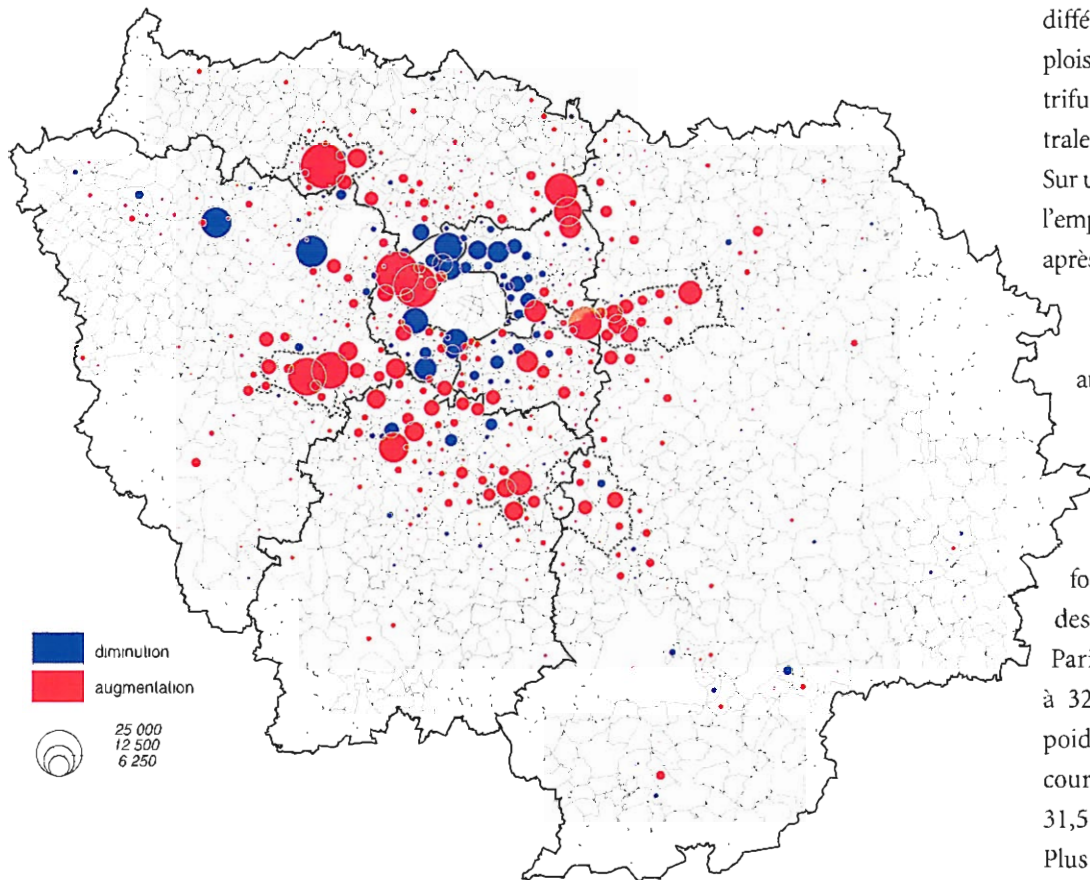 diminution
augmentation
25 000
12 500
6 250
diffé
plois
trifu
trale
Sur u
l'emp
après
au
fo
des
Pari
à 32
poid
cour
31,5
Plus